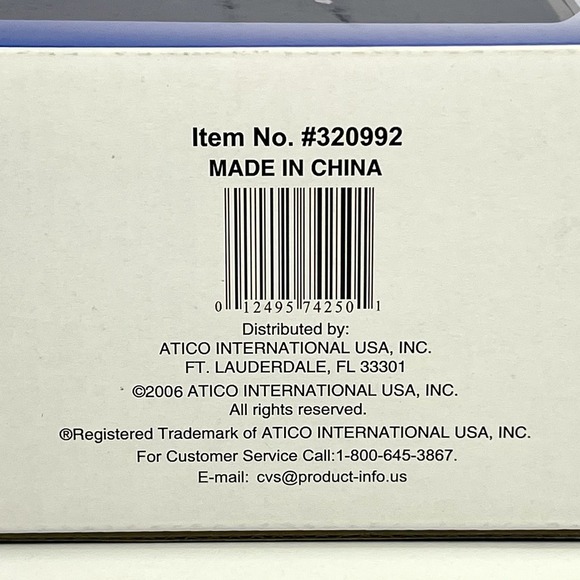 Item No. #320992
MADE IN CHINA
0 12495 74250 1
Distributed by:
ATICO INTERNATIONAL USA, INC.
FT. LAUDERDALE, FL 33301
©2006 ATICO INTERNATIONAL USA, INC.
All rights reserved.
®Registered Trademark of ATICO INTERNATIONAL USA, INC.
For Customer Service Call:1-800-645-3867.
E-mail: cvs@product-info.us